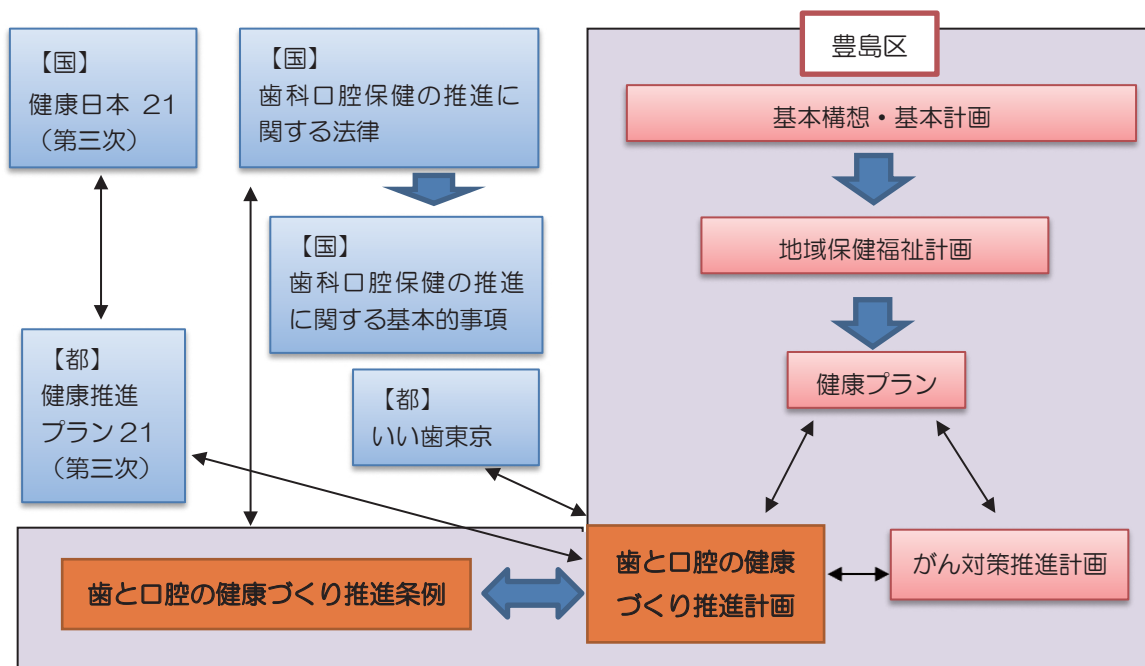 【国】
健康日本 21
（第三次）
【国】
歯科口腔保健の推進に
関する法律
【国】
歯科口腔保健の推進
に関する基本的事項
【都】
健康推進
プラン 21
（第三次）
【都】
いい歯東京
豊島区
基本構想・基本計画
地域保健福祉計画
健康プラン
歯と口腔の健康づくり推進条例
歯と口腔の健康
づくり推進計画
がん対策推進計画